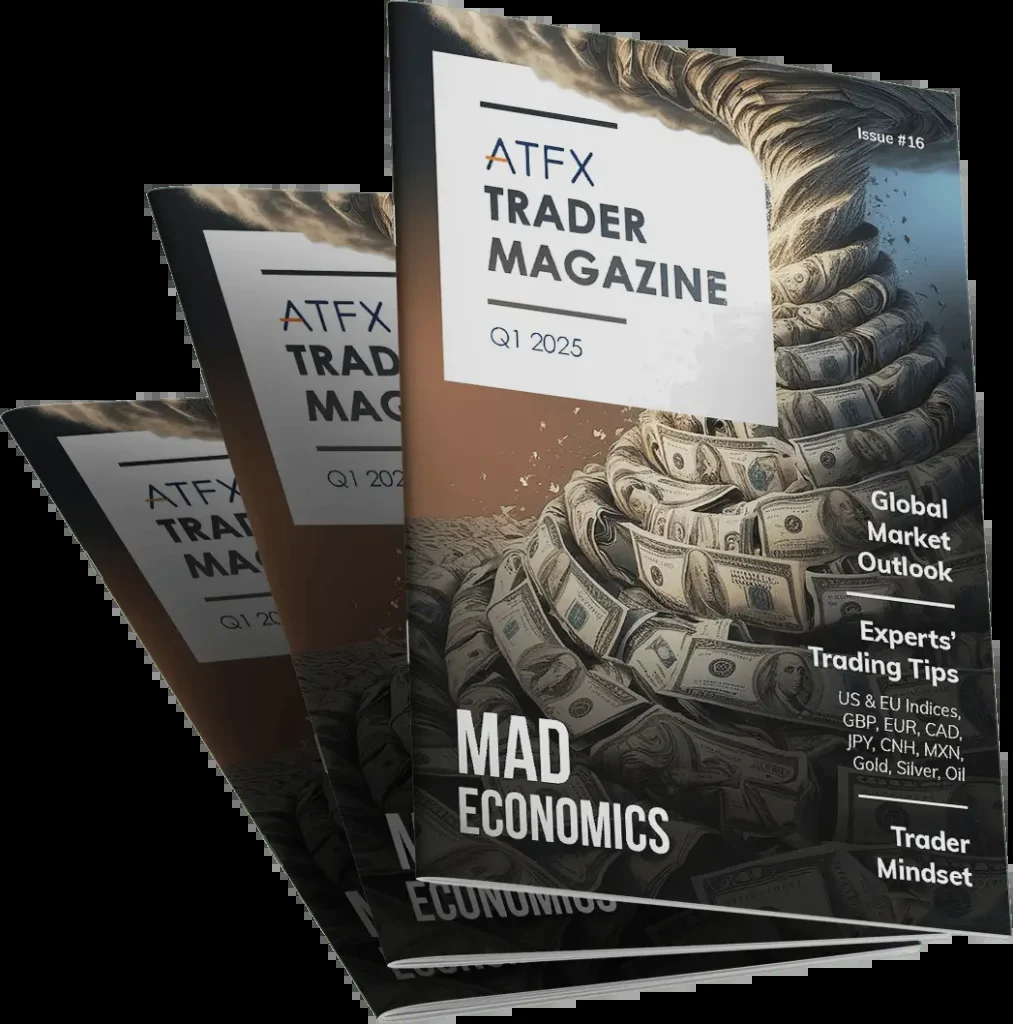 Issue #16
ATFX
TRADER
MAGAZINE
Q1 2025
Global
Market
Outlook
Experts'
Trading Tips
US & EU Indices,
GBP, EUR, CAD,
JPY, CNH, MXN,
Gold, Silver, Oil
Trader
Mindset
MAD
ECONOMICS
ATFX
TRAD
MAG
Q1 202
M
ECONOMICS
ATFX
TRAD
MA
Q1 20